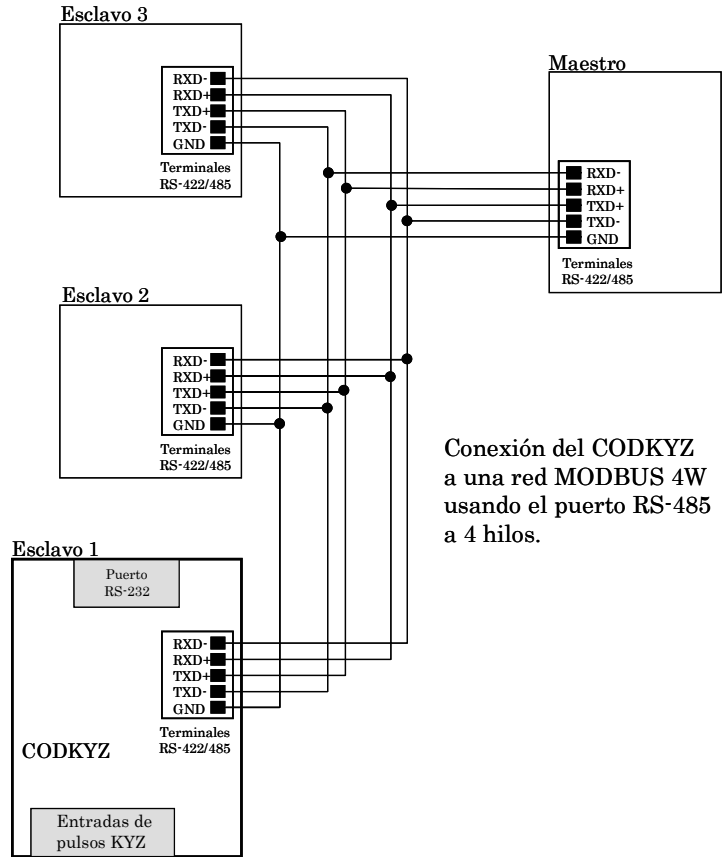 Esclavo 3
RXD-
RXD+
TXD+
TXD-
GND
Terminales
RS-422/485
Maestro
RXD-
RXD+
TXD+
TXD-
GND
Terminales
RS-422/485
Esclavo 2
RXD-
RXD+
TXD+
TXD-
GND
Terminales
RS-422/485
Conexión del CODKYZ
a una red MODBUS 4W
usando el puerto RS-485
a 4 hilos.
Esclavo 1
Puerto
RS-232
RXD-
RXD+
TXD+
TXD-
GND
Terminales
RS-422/485
CODKYZ
Entradas de
pulsos KYZ